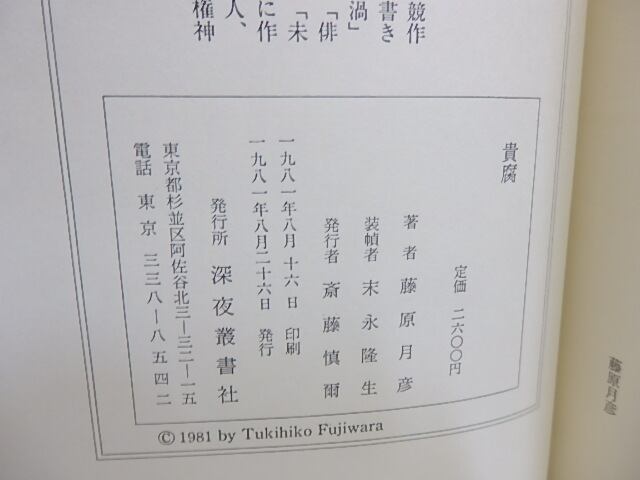 競作
書き
渦」
「俳
「未
に作
人、
権神
貴腐
定価 二六〇〇円
著者 藤原月彦
装幀者 末永隆生
発行者 斎藤慎爾
一九八一年八月十六日 印刷
一九八一年八月二十六日 発行
発行所 深夜叢書社
東京都杉並区阿佐谷北三ー三二ー一五
電話 東京 三三八ー八五四二
© 1981 by Tukihiko Fujiwara
藤原月彦